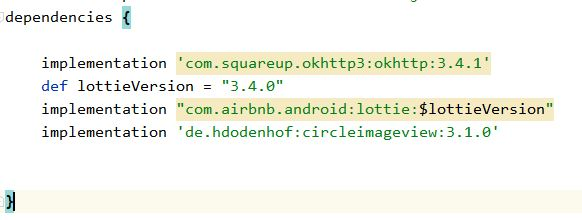 dependencies {
implementation 'com.squareup.okhttp3:okhttp:3.4.1'
def lottieVersion = "3.4.0"
implementation "com.airbnb.android:lottie:$lottieVersion"
implementation 'de.hdodenhof:circleimageview:3.1.0'
}